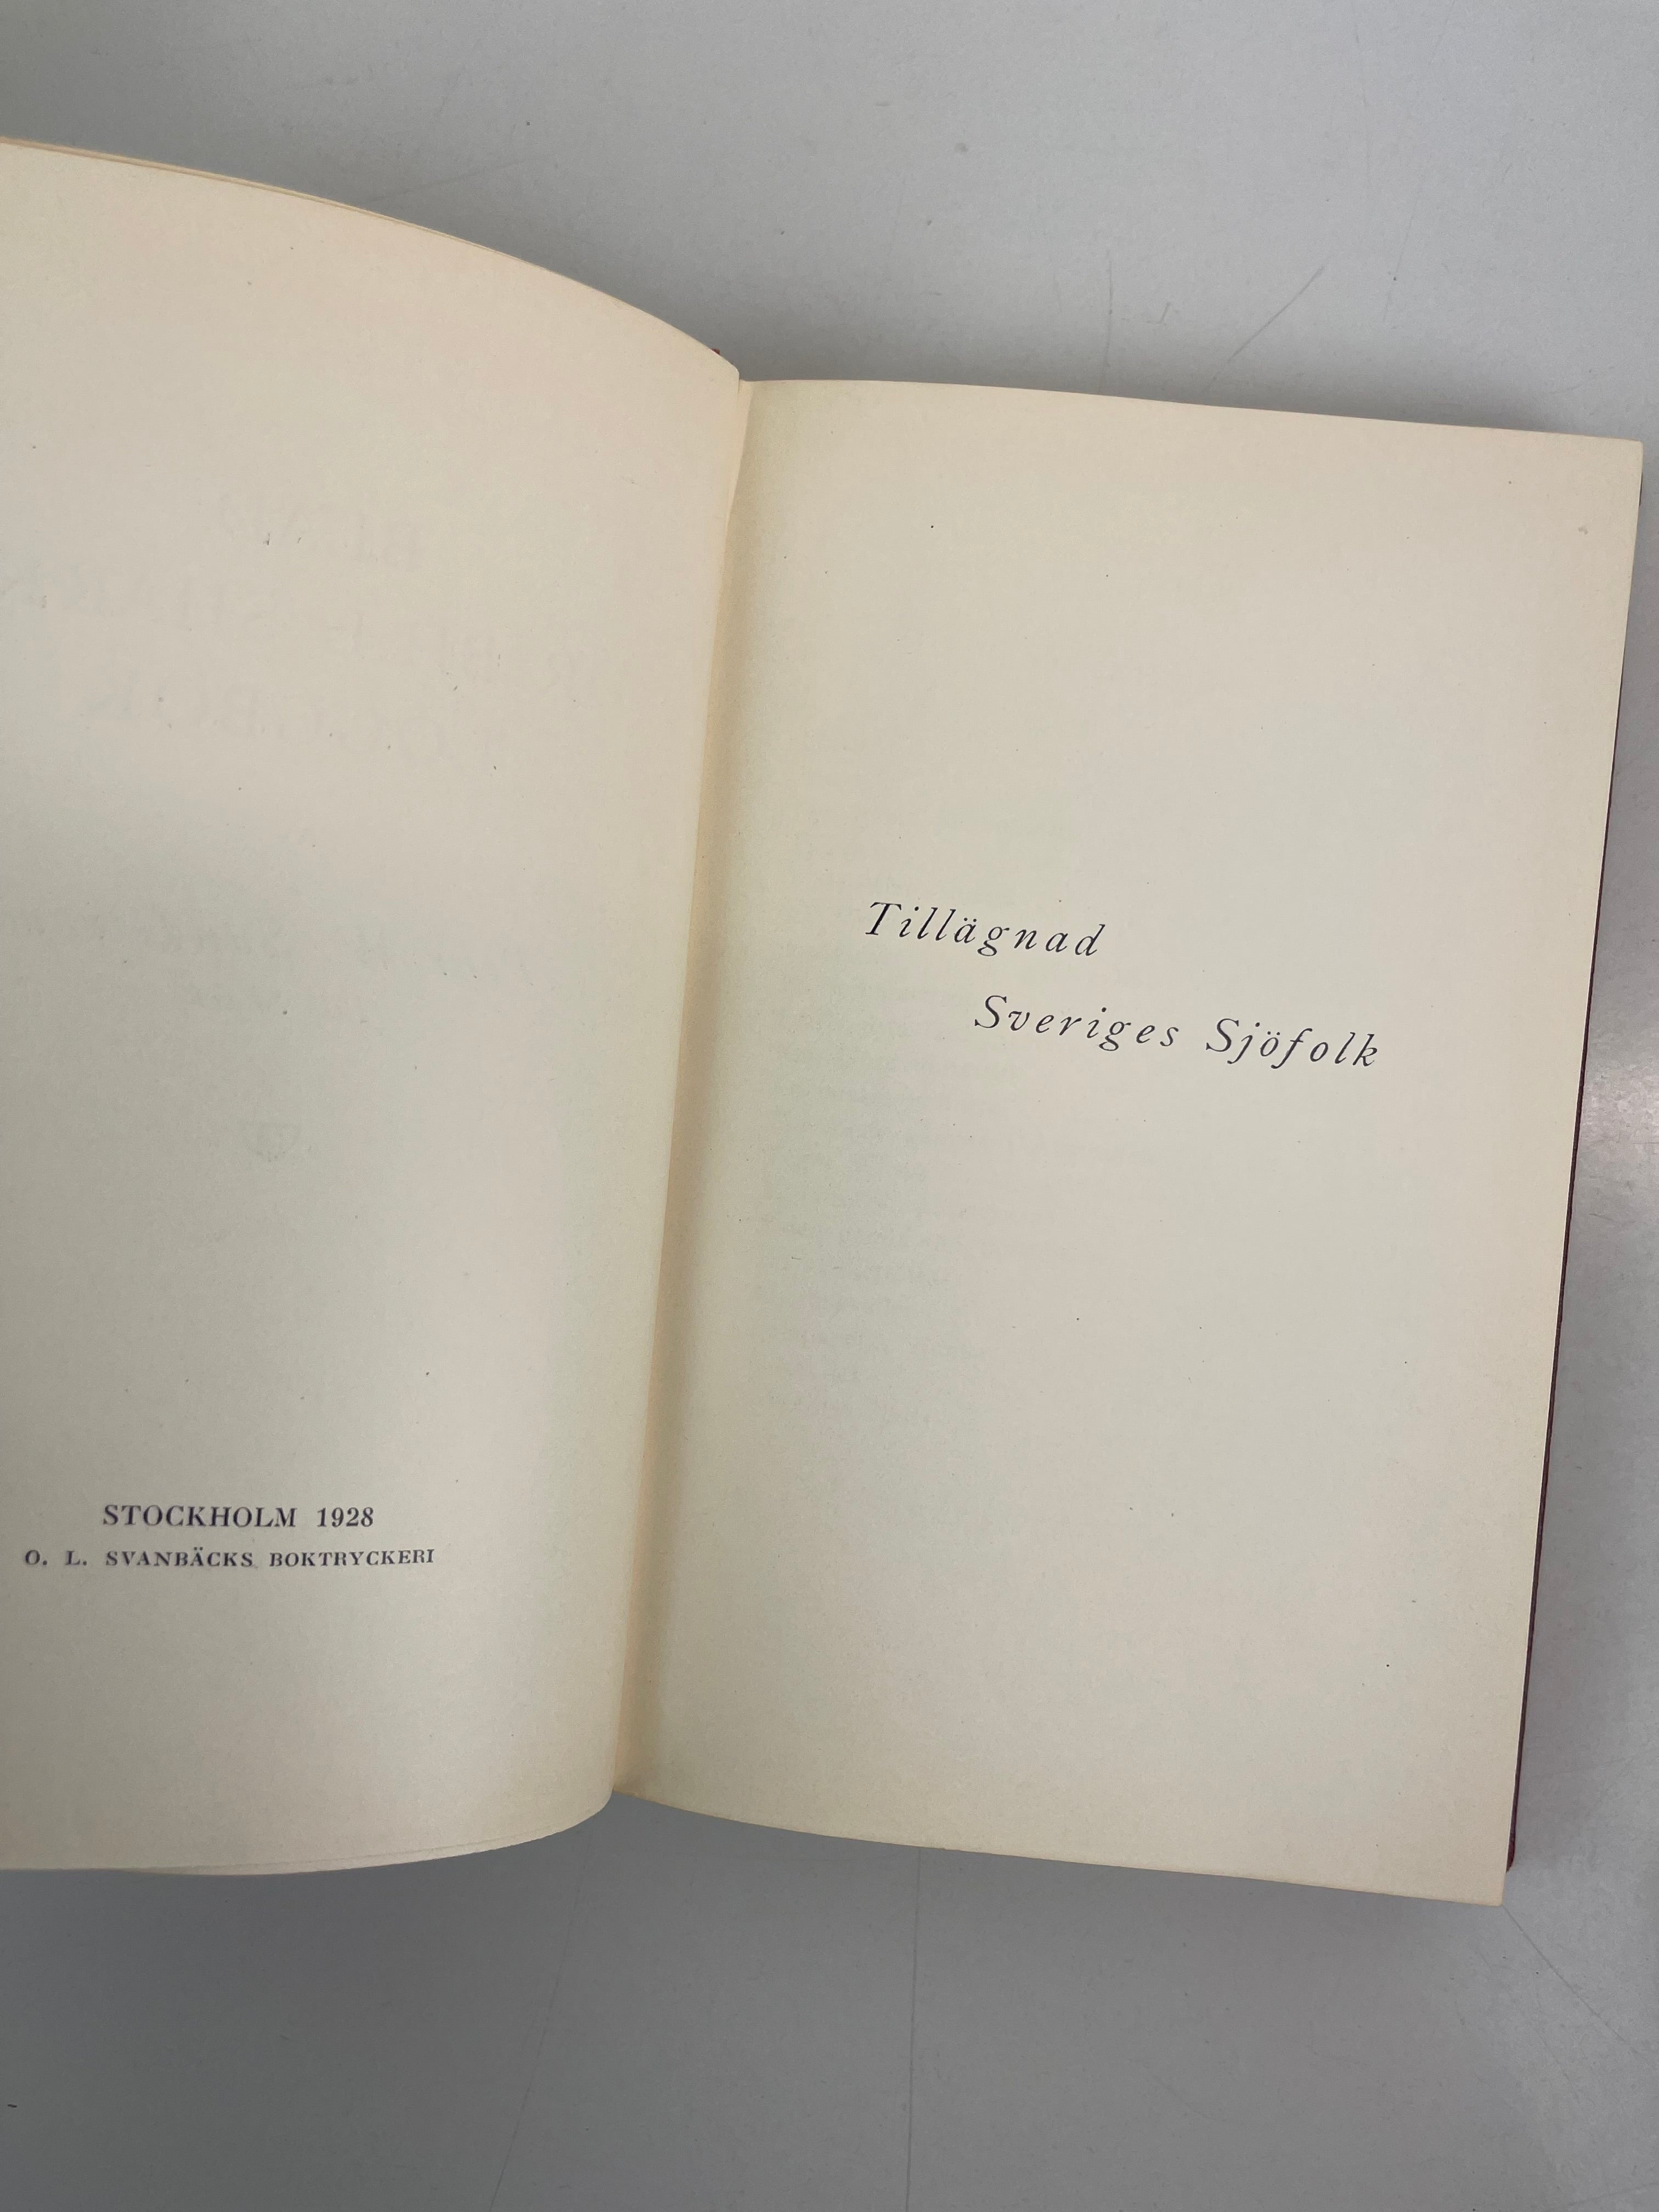 STOCKHOLM 1928
O. L. SVANBÄCKS BOKTRYCKERI
Tillägnad
Sveriges Sjöfolk